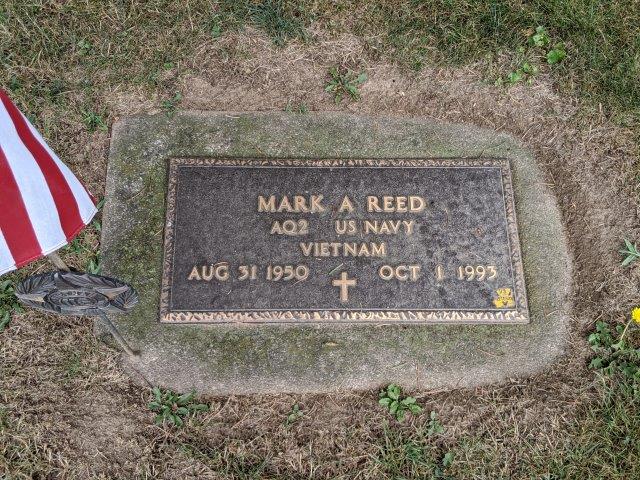 MARK A REED
AQ2 US NAVY
VIETNAM
AUG 31 1950 OCT 1 1993